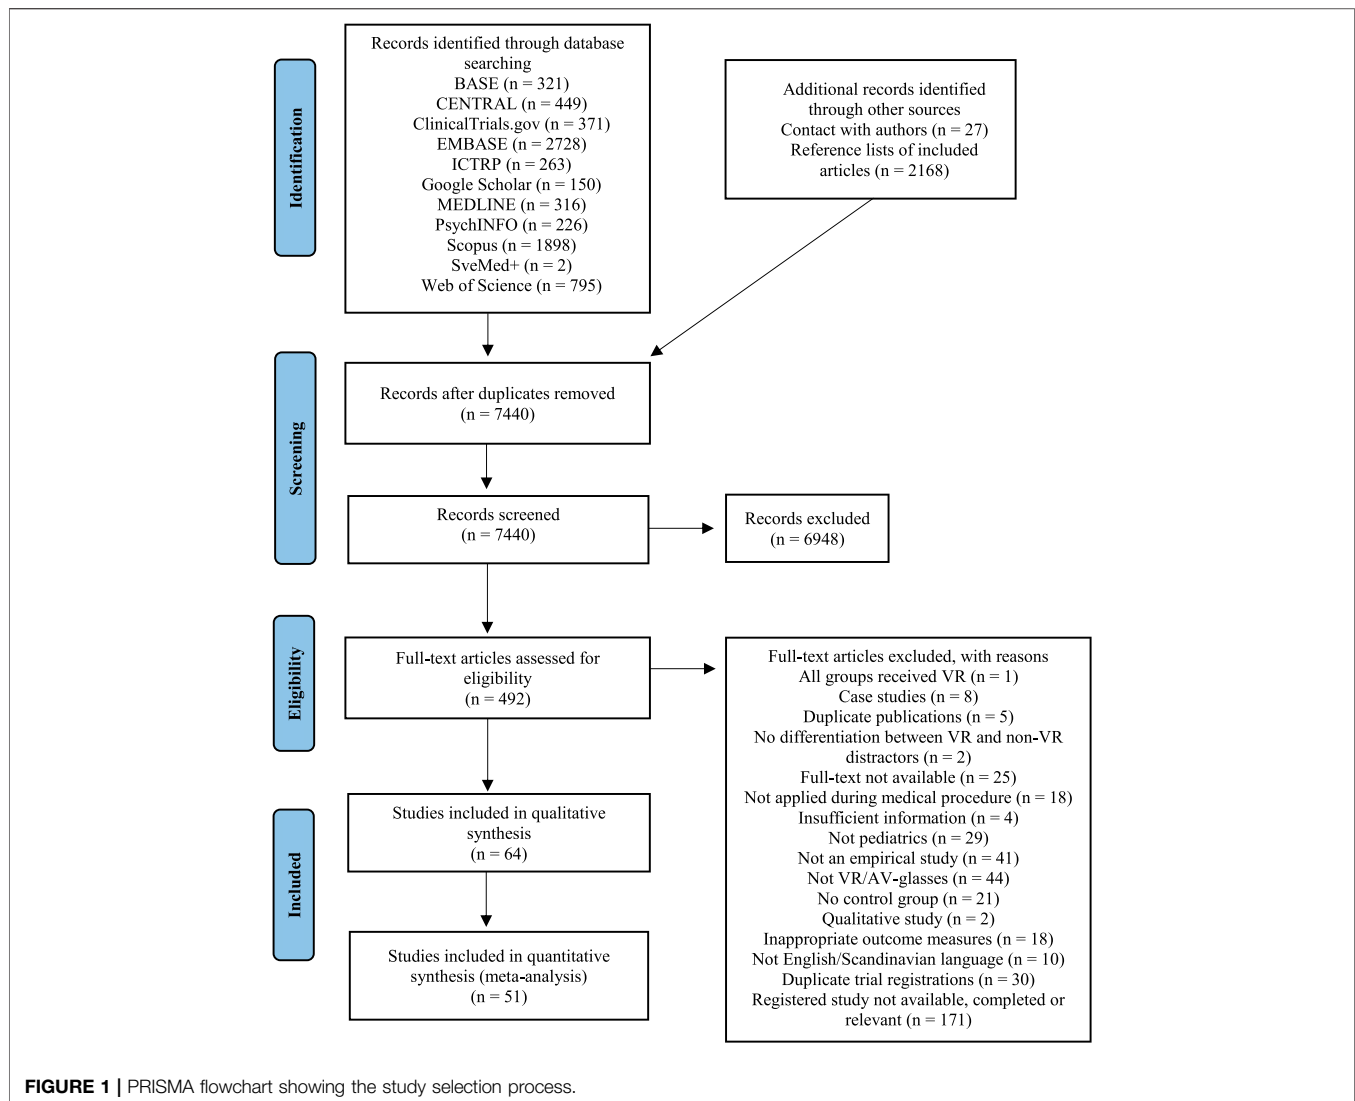 Identification
Records identified through database
searching
BASE (n = 321)
CENTRAL (n = 449)
ClinicalTrials.gov (n = 371)
EMBASE (n = 2728)
ICTRP (n = 263)
Google Scholar (n = 150)
MEDLINE (n = 316)
PsychINFO (n = 226)
Scopus (n = 1898)
SveMed+ (n = 2)
Web of Science (n = 795)
Additional records identified
through other sources
Contact with authors (n = 27)
Reference lists of included
articles (n = 2168)
Screening
Records after duplicates removed
(n = 7440)
Records screened
(n = 7440)
Records excluded
(n = 6948)
Eligibility
Full-text articles assessed for
eligibility
(n = 492)
Full-text articles excluded, with reasons
All groups received VR (n = 1)
Case studies (n = 8)
Duplicate publications (n = 5)
No differentiation between VR and non-VR
distractors (n = 2)
Full-text not available (n = 25)
Not applied during medical procedure (n = 18)
Insufficient information (n = 4)
Not pediatrics (n = 29)
Not an empirical study (n = 41)
Not VR/AV-glasses (n = 44)
No control group (n = 21)
Qualitative study (n = 2)
Inappropriate outcome measures (n = 18)
Not English/Scandinavian language (n = 10)
Duplicate trial registrations (n = 30)
Registered study not available, completed or
relevant (n = 171)
Included
Studies included in qualitative
synthesis
(n = 64)
Studies included in quantitative
synthesis (meta-analysis)
(n = 51)
FIGURE 1 | PRISMA flowchart showing the study selection process.